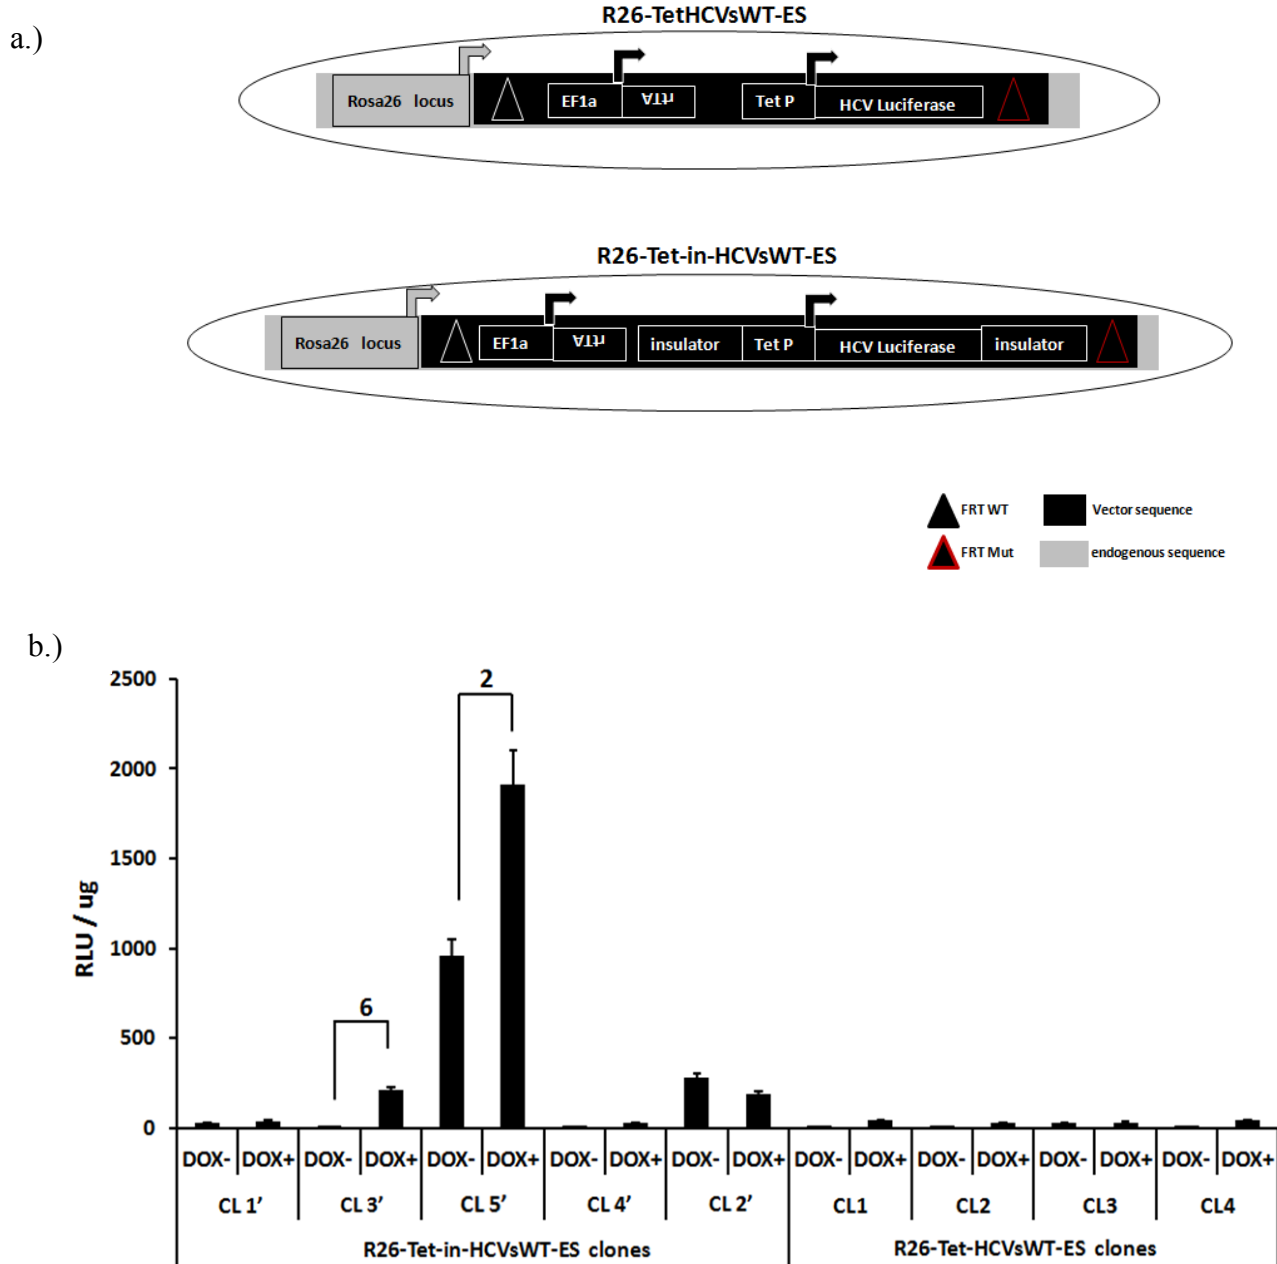 a.)
R26-TetHCVsWT-ES
Rosa26 locus
EF1a
rtTA
Tet P
HCV Luciferase
R26-Tet-in-HCVsWT-ES
Rosa26 locus
EF1a
rtTA
insulator
Tet P
HCV Luciferase
insulator
FRT WT
Vector sequence
FRT Mut
endogenous sequence
b.)
2500
2000
1500
1000
500
0
RLU / ug
6
2
DOX- DOX+ DOX- DOX+ DOX- DOX+ DOX- DOX+ DOX- DOX+ DOX- DOX+ DOX- DOX+ DOX- DOX+ DOX- DOX+
CL 1’ CL 3’ CL 5’ CL 4’ CL 2’ CL1 CL2 CL3 CL4
R26-Tet-in-HCVsWT-ES clones R26-Tet-HCVsWT-ES clones